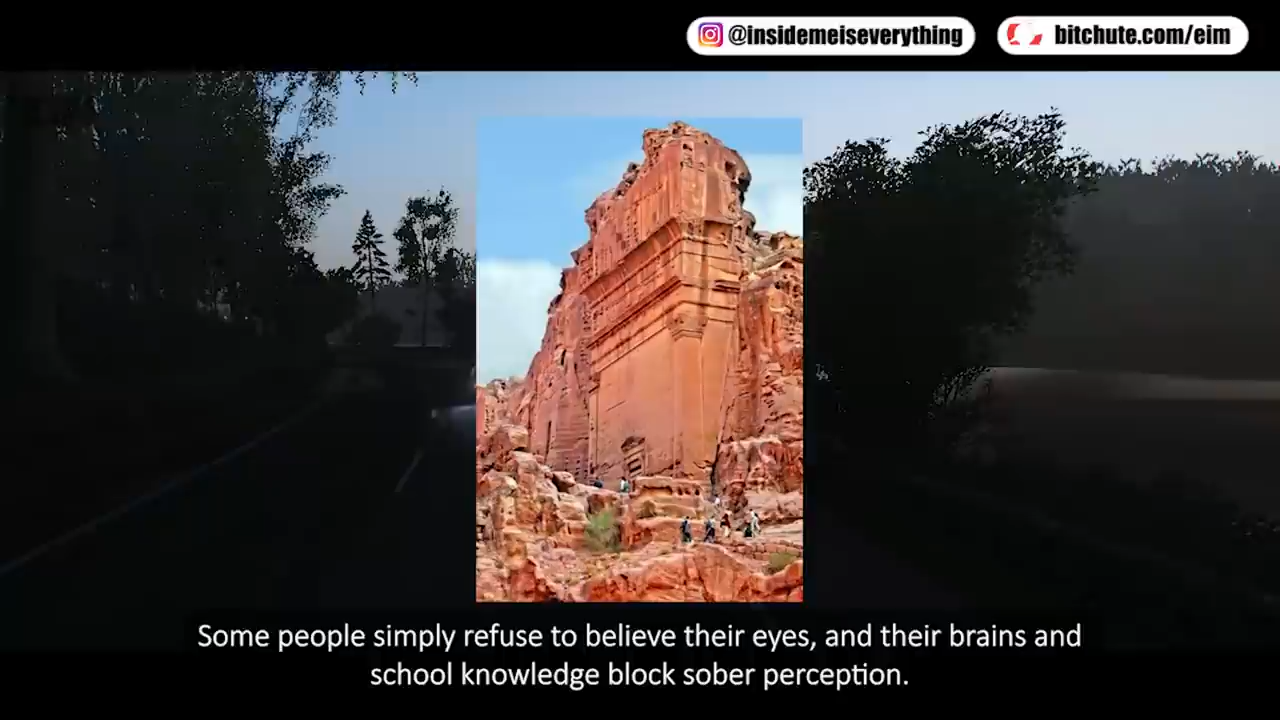 @insidemeiseverything
bitchute.com/eim
Some people simply refuse to believe their eyes, and their brains and
school knowledge block sober perception.